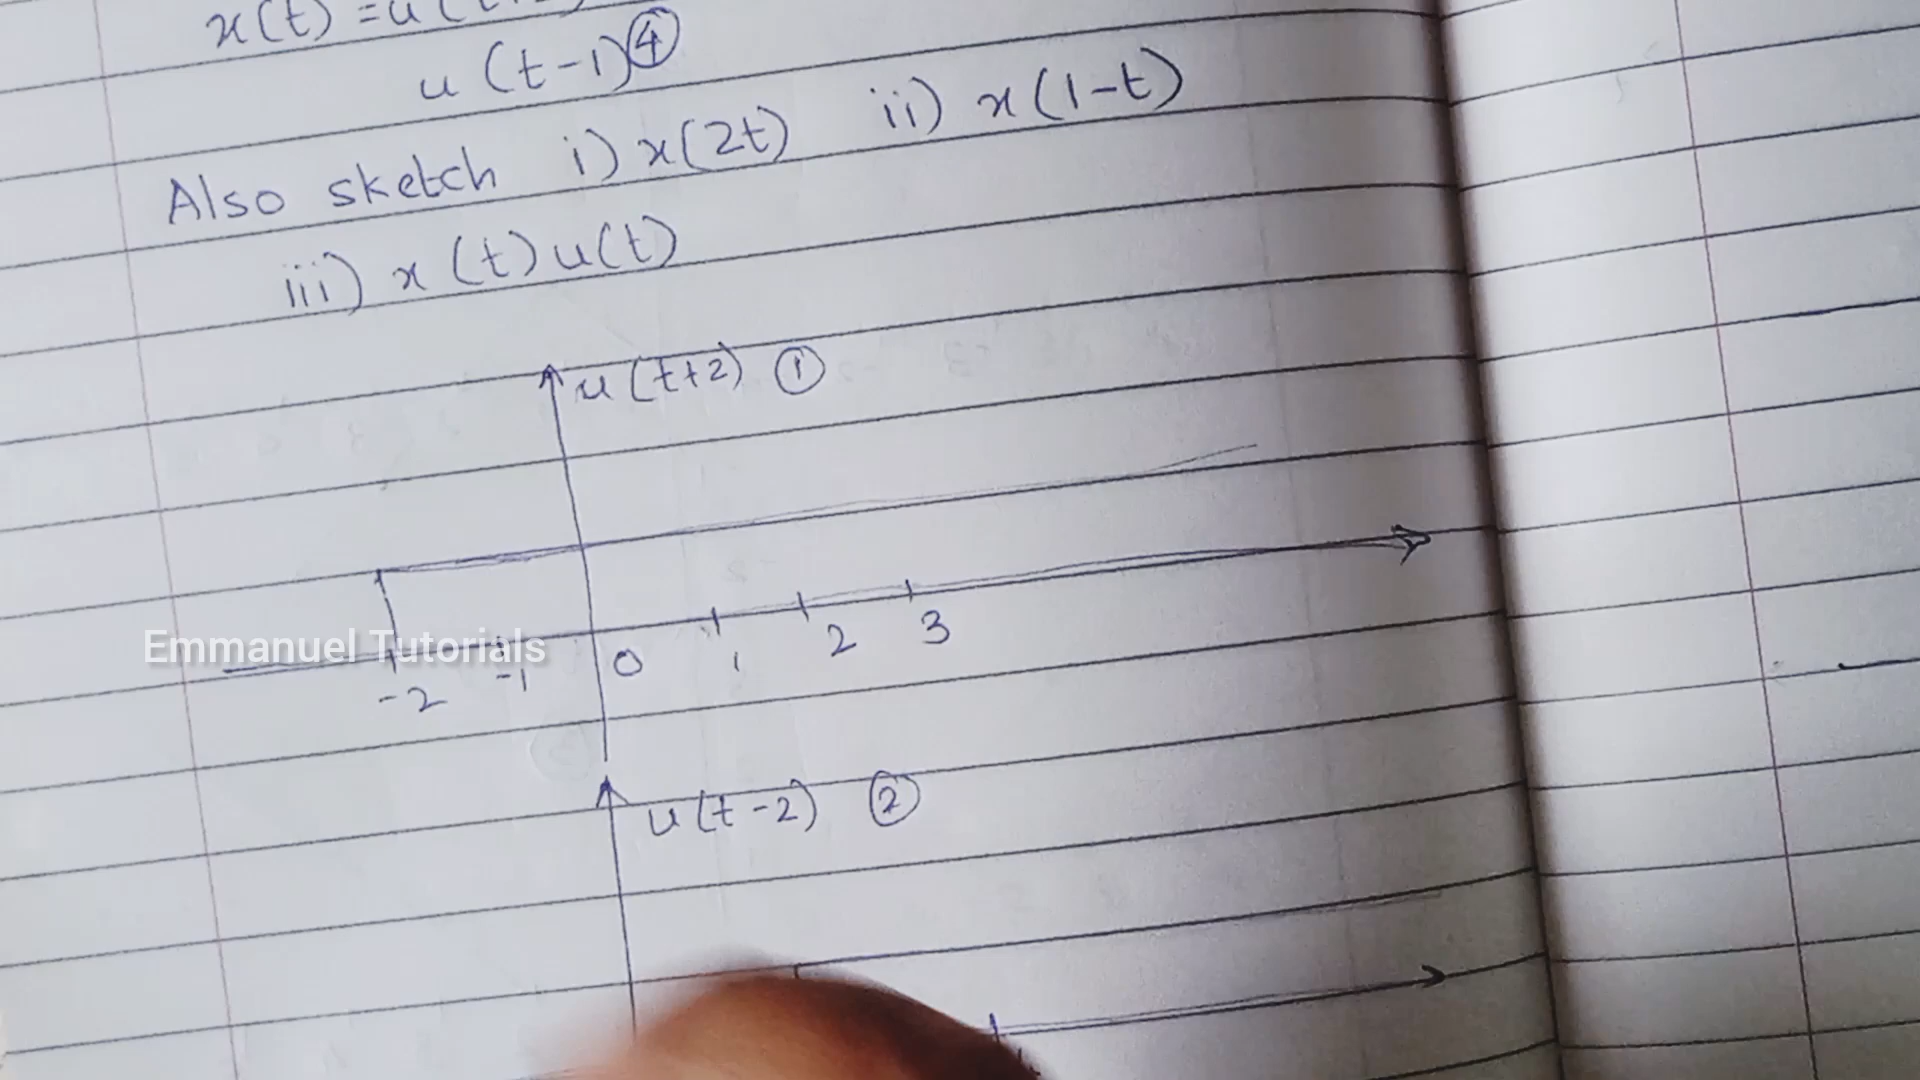 x(t) = u(t
u(t-1) ④
Also sketch i) x(2t) ii) x(1-t)
iii) x(t)u(t)
u(t+2) ①
-2 -1 0 1 2 3
Emmanuel Tutorials
u(t-2) ②